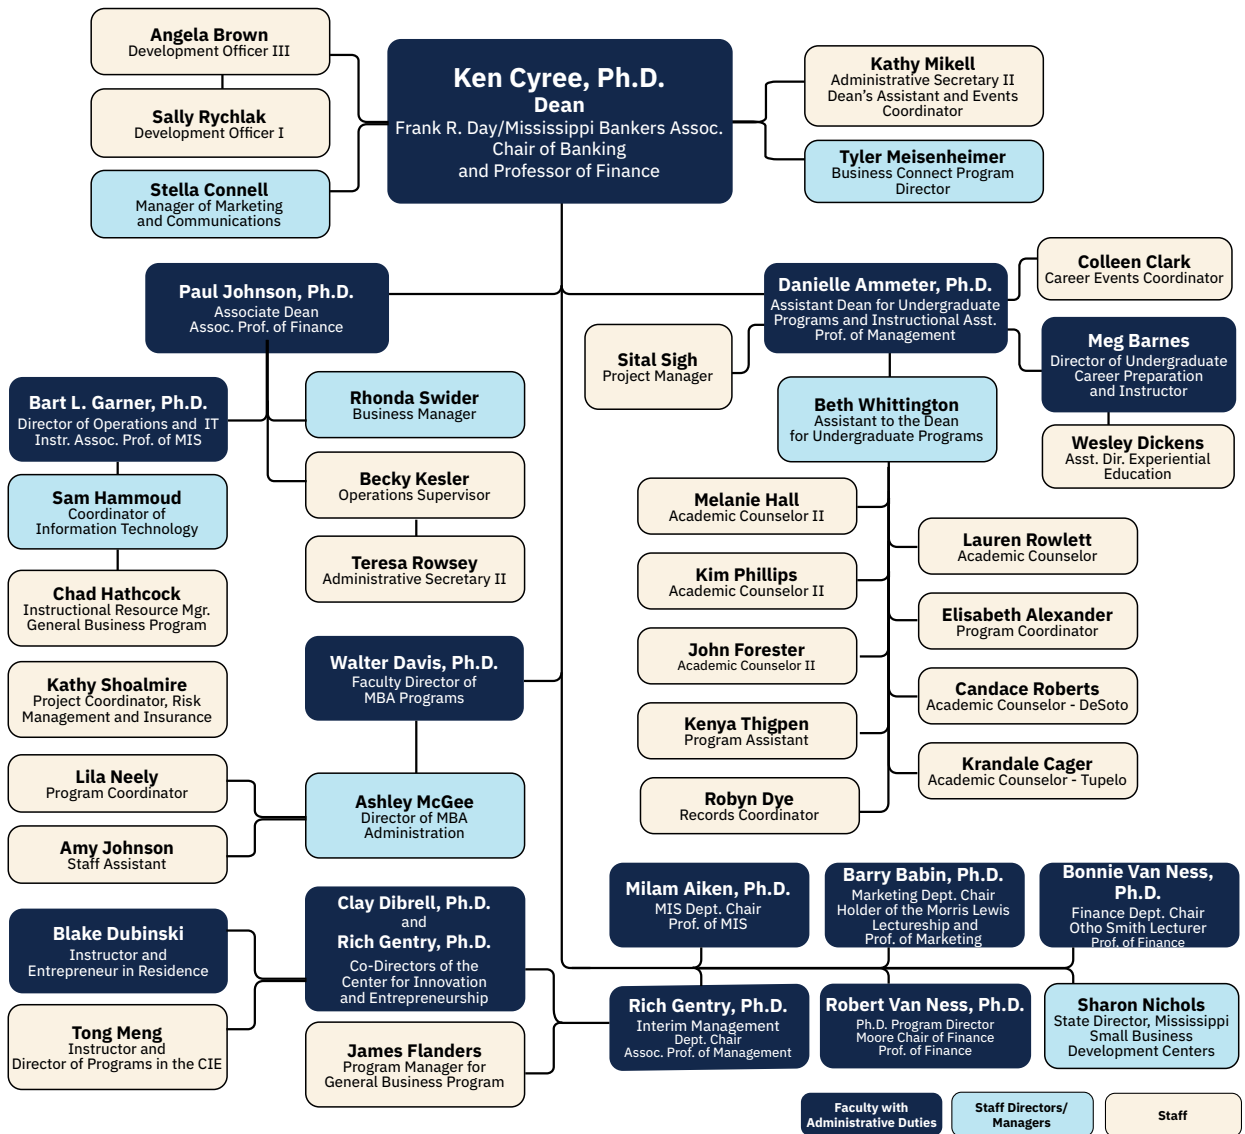 Angela Brown
Development Officer III
Sally Rychlak
Development Officer I
Stella Connell
Manager of Marketing
and Communications
Ken Cyree, Ph.D.
Dean
Frank R. Day/Mississippi Bankers Assoc.
Chair of Banking
and Professor of Finance
Kathy Mikell
Administrative Secretary II
Dean's Assistant and Events
Coordinator
Tyler Meisenheimer
Business Connect Program
Director
Paul Johnson, Ph.D.
Associate Dean
Assoc. Prof. of Finance
Danielle Ammeter, Ph.D.
Assistant Dean for Undergraduate
Programs and Instructional Asst.
Prof. of Management
Colleen Clark
Career Events Coordinator
Sital Sigh
Project Manager
Meg Barnes
Director of Undergraduate
Career Preparation
and Instructor
Wesley Dickens
Asst. Dir. Experiential
Education
Bart L. Garner, Ph.D.
Director of Operations and IT
Instr. Assoc. Prof. of MIS
Rhonda Swider
Business Manager
Beth Whittington
Assistant to the Dean
for Undergraduate Programs
Sam Hammoud
Coordinator of
Information Technology
Becky Kesler
Operations Supervisor
Teresa Rowsey
Administrative Secretary II
Chad Hathcock
Instructional Resource Mgr.
General Business Program
Melanie Hall
Academic Counselor II
Lauren Rowlett
Academic Counselor
Kim Phillips
Academic Counselor II
Elisabeth Alexander
Program Coordinator
John Forester
Academic Counselor II
Candace Roberts
Academic Counselor - DeSoto
Kenya Thigpen
Program Assistant
Krandale Cager
Academic Counselor - Tupelo
Robyn Dye
Records Coordinator
Walter Davis, Ph.D.
Faculty Director of
MBA Programs
Kathy Shoalmire
Project Coordinator, Risk
Management and Insurance
Lila Neely
Program Coordinator
Ashley McGee
Director of MBA
Administration
Amy Johnson
Staff Assistant
Clay Dibrell, Ph.D.
and
Rich Gentry, Ph.D.
Co-Directors of the
Center for Innovation
and Entrepreneurship
Blake Dubinski
Instructor and
Entrepreneur in Residence
Tong Meng
Instructor and
Director of Programs in the CIE
James Flanders
Program Manager for
General Business Program
Milam Aiken, Ph.D.
MIS Dept. Chair
Prof. of MIS
Barry Babin, Ph.D.
Marketing Dept. Chair
Holder of the Morris Lewis
Lectureship and
Prof. of Marketing
Bonnie Van Ness,
Ph.D.
Finance Dept. Chair
Otho Smith Lecturer
Prof. of Finance
Rich Gentry, Ph.D.
Interim Management
Dept. Chair
Assoc. Prof. of Management
Robert Van Ness, Ph.D.
Ph.D. Program Director
Moore Chair of Finance
Prof. of Finance
Sharon Nichols
State Director, Mississippi
Small Business
Development Centers
Faculty with
Administrative Duties
Staff Directors/
Managers
Staff